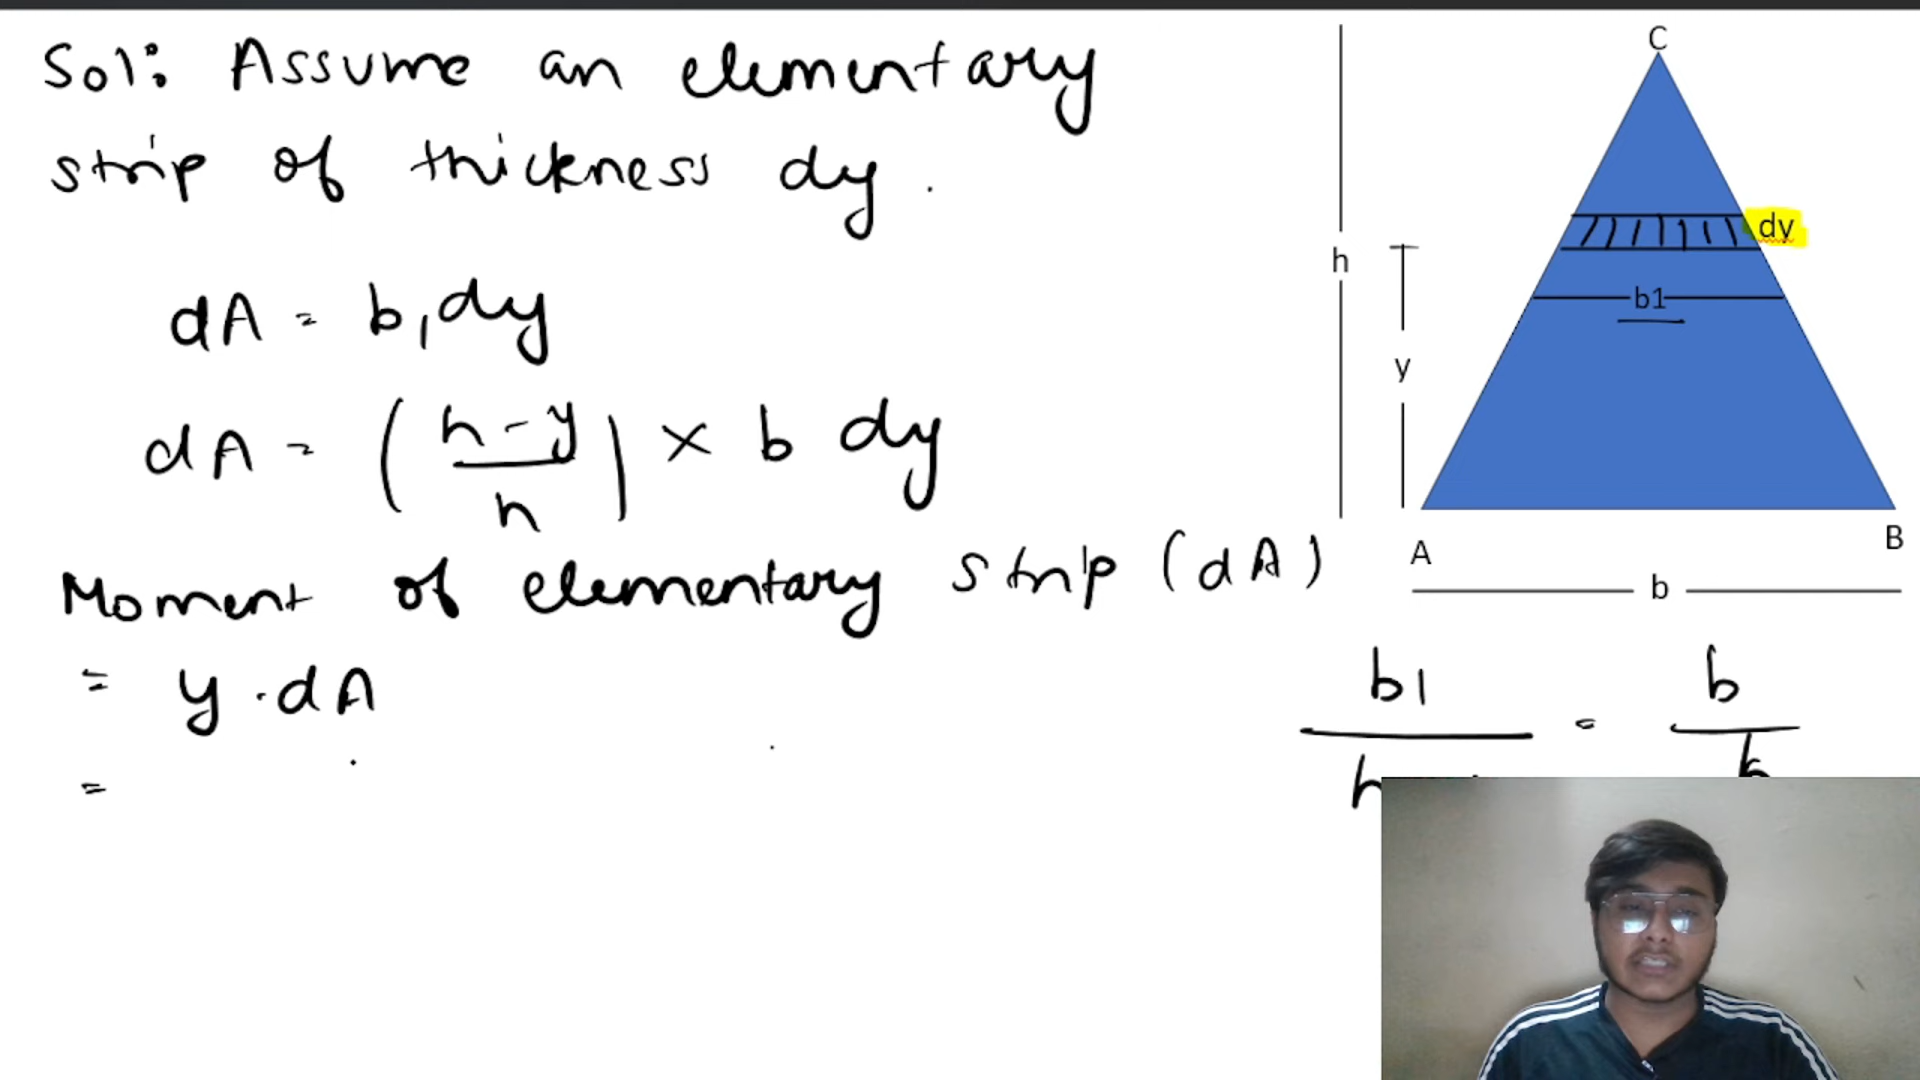 Sol: Assume an elementary
strip of thickness dy.
dA = b1dy
dA = (h-y/h) × b dy
Moment of elementary strip (dA)
= y.dA
=
C
dy
h
b1
y
A
B
b
b1
=
b
h
h